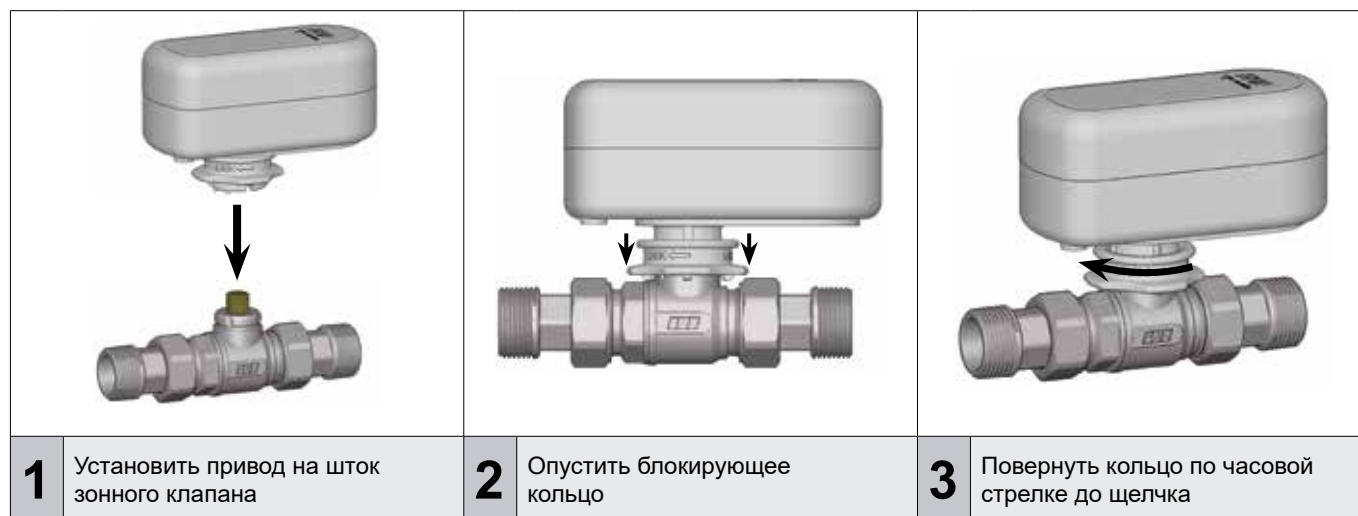 1
Установить привод на шток
зонного клапана
2
Опустить блокирующее
кольцо
3
Повернуть кольцо по часовой
стрелке до щелчка